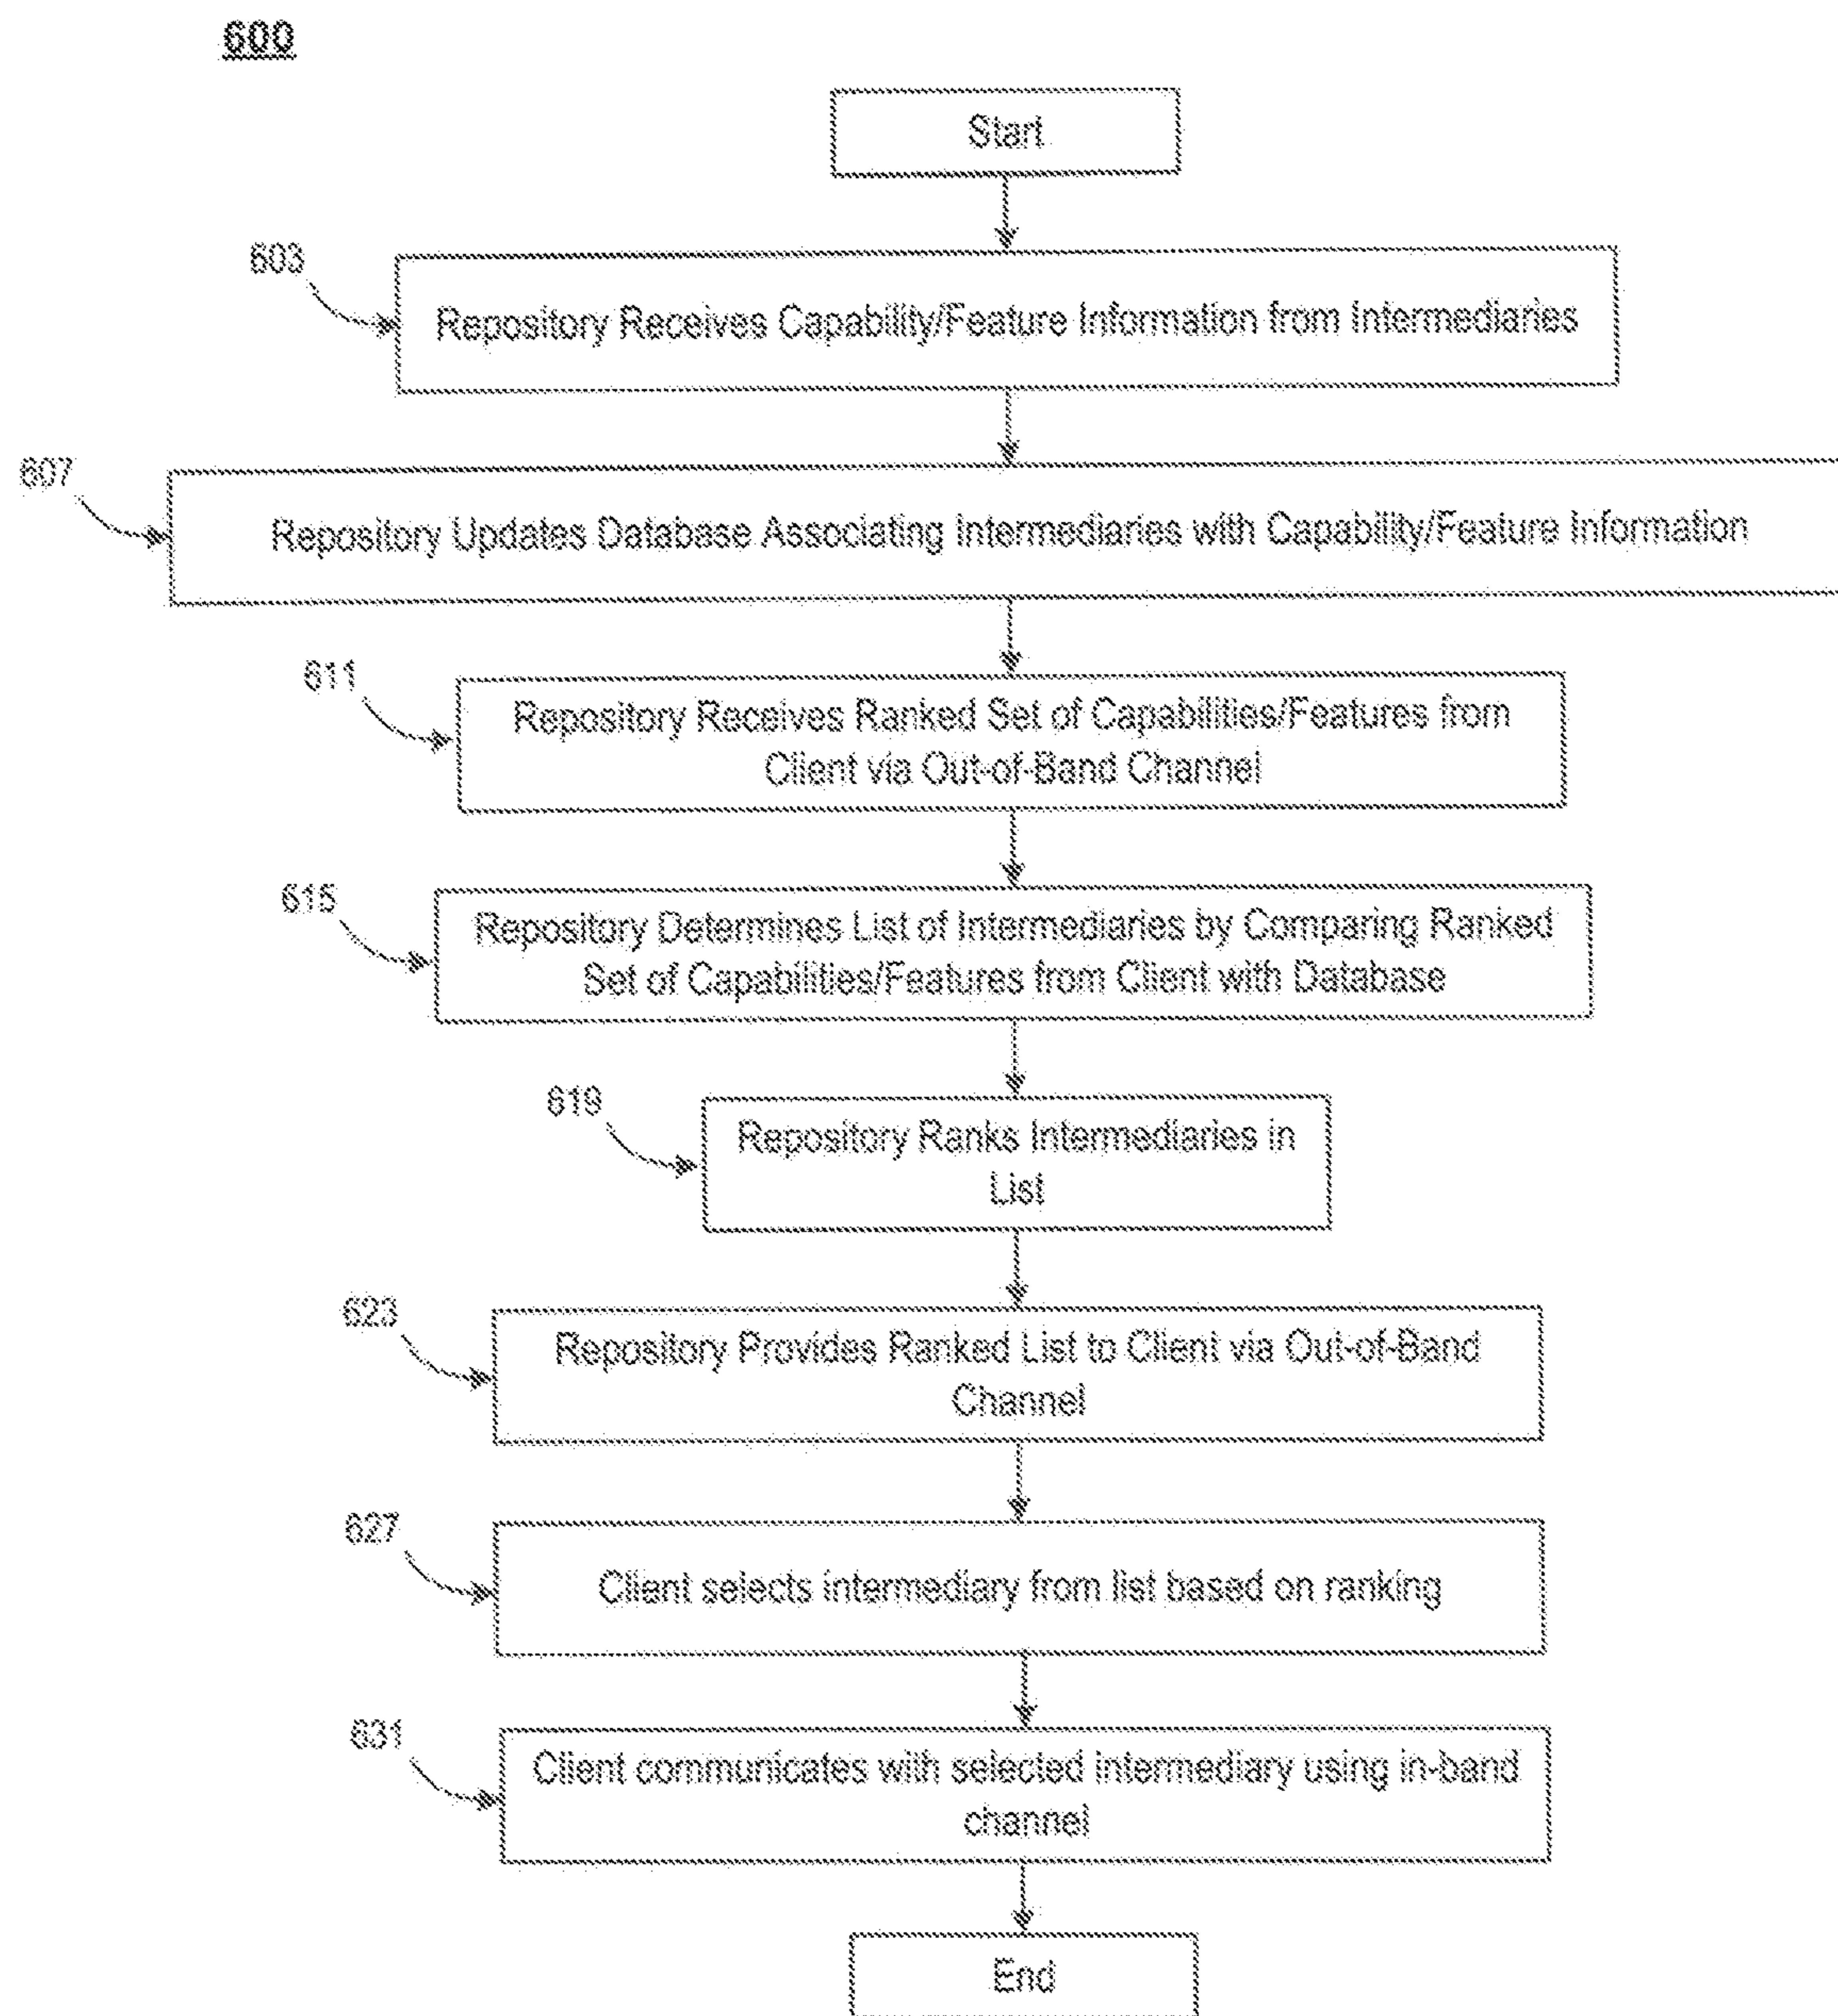 600
Start
603
Repository Receives Capability/Feature Information from Intermediaries
607
Repository Updates Database Associating Intermediaries with Capability/Feature Information
611
Repository Receives Ranked Set of Capabilities/Features from
Client via Out-of-Band Channel
615
Repository Determines List of Intermediaries by Comparing Ranked
Set of Capabilities/Features from Client with Database
619
Repository Ranks Intermediaries in
List
623
Repository Provides Ranked List to Client via Out-of-Band
Channel
627
Client selects intermediary from list based on ranking
631
Client communicates with selected intermediary using in-band
channel
End